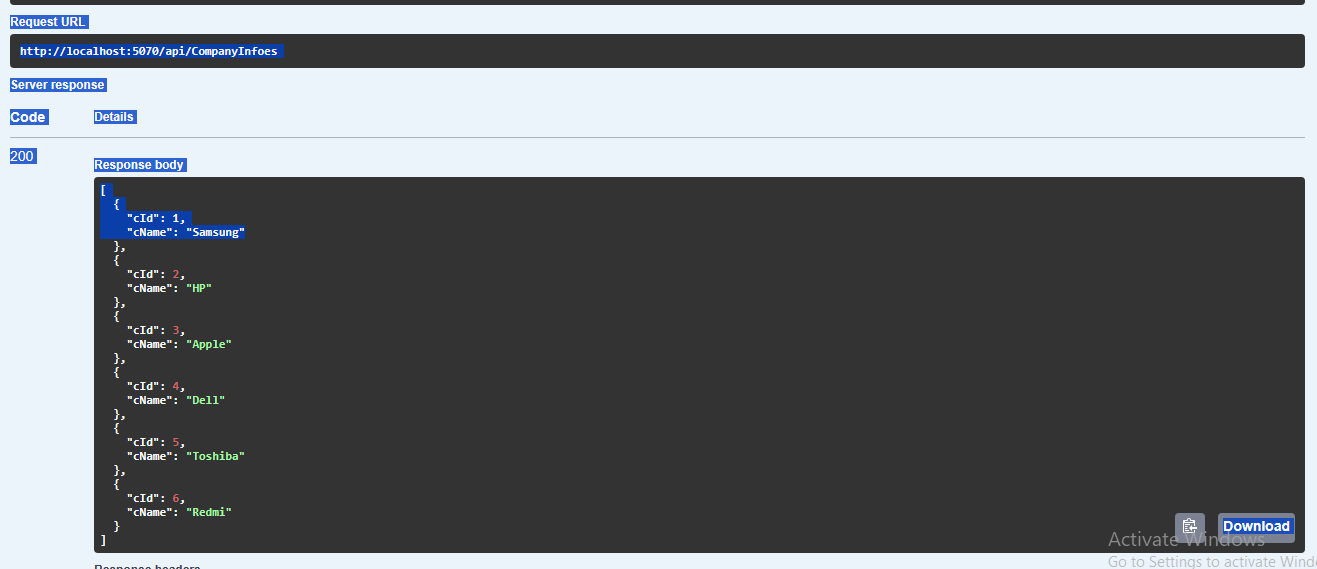 Request URL
http://localhost:5070/api/CompanyInfoes
Server response
Code Details
200
Response body
[
  {
    "cId": 1,
    "cName": "Samsung"
  },
  {
    "cId": 2,
    "cName": "HP"
  },
  {
    "cId": 3,
    "cName": "Apple"
  },
  {
    "cId": 4,
    "cName": "Dell"
  },
  {
    "cId": 5,
    "cName": "Toshiba"
  },
  {
    "cId": 6,
    "cName": "Redmi"
  }
]
Download
Activate Windows
Go to Settings to activate Wind
Response headers